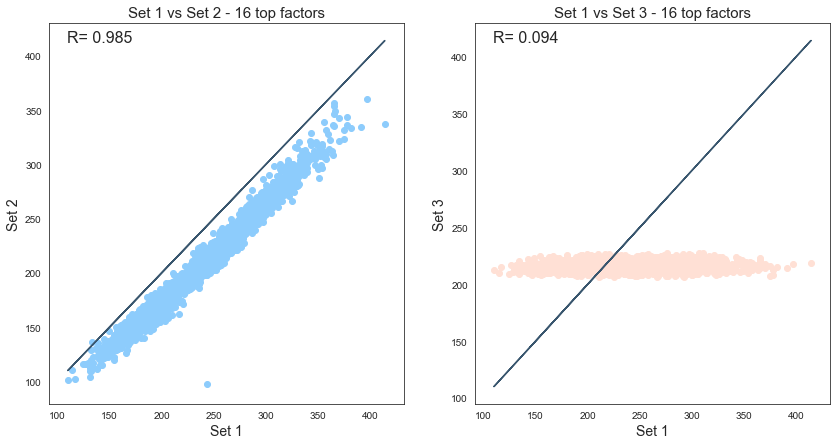 Set 1 vs Set 2 - 16 top factors
R= 0.985
400
350
300
250
200
150
100
Set 2
100 150 200 250 300 350 400
Set 1
Set 1 vs Set 3 - 16 top factors
R= 0.094
400
350
300
250
200
150
100
Set 3
100 150 200 250 300 350 400
Set 1